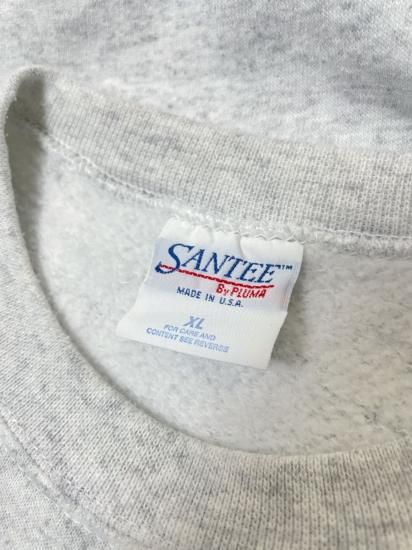 SANTEE™
By PLUMA
MADE IN U.S.A.
XL
FOR CARE AND
CONTENT SEE REVERSE